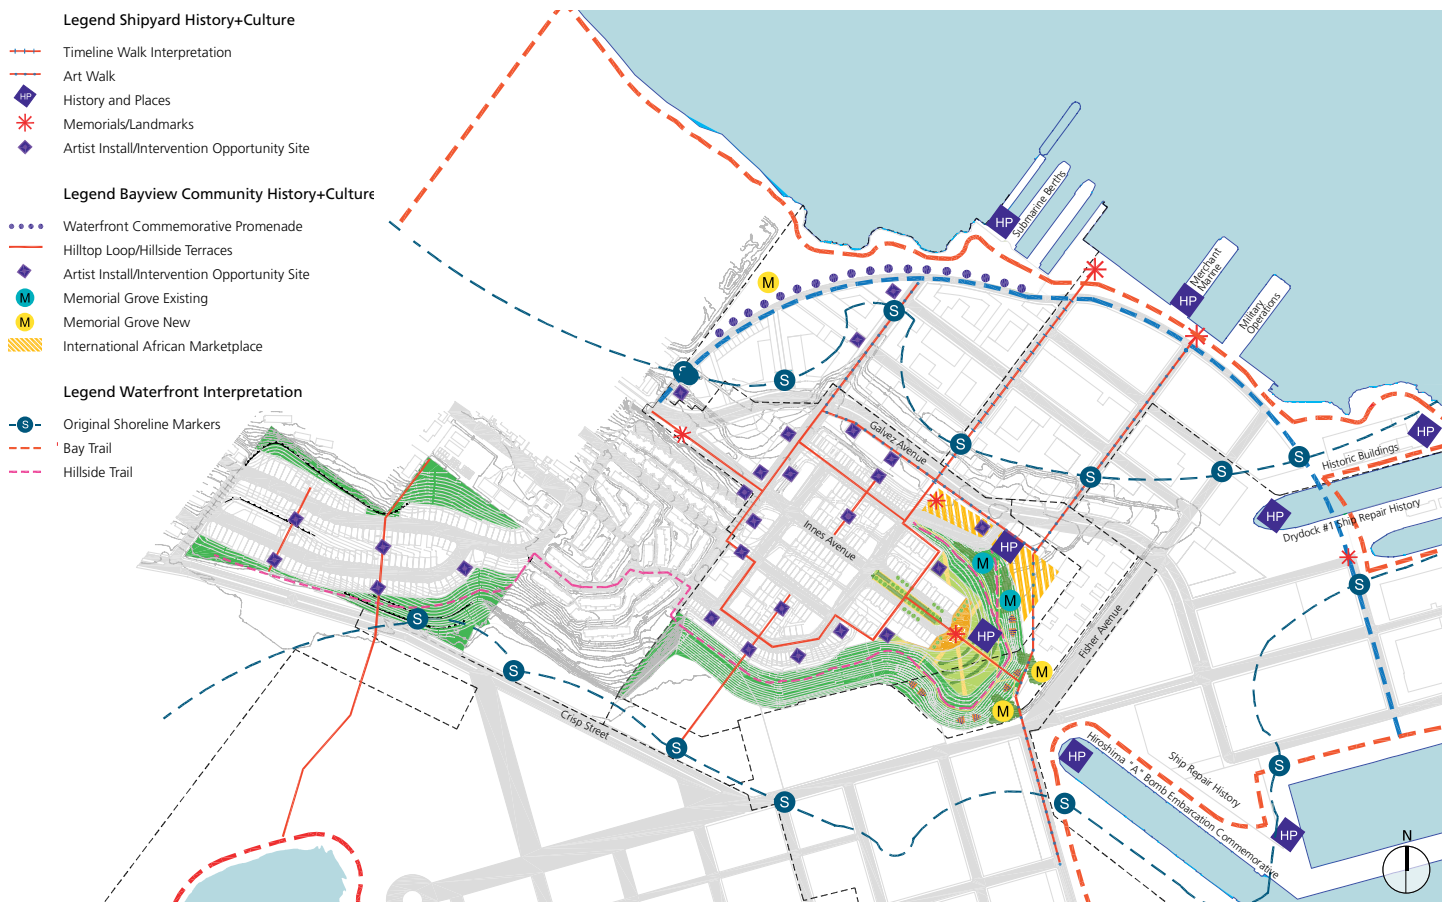 Legend Shipyard History+Culture
Timeline Walk Interpretation
Art Walk
HP
History and Places
Memorials/Landmarks
Artist Install/Intervention Opportunity Site
Legend Bayview Community History+Culture
Waterfront Commemorative Promenade
Hilltop Loop/Hillside Terraces
Artist Install/Intervention Opportunity Site
M
Memorial Grove Existing
M
Memorial Grove New
International African Marketplace
Legend Waterfront Interpretation
S
Original Shoreline Markers
Bay Trail
Hillside Trail
HP
Submarine Berths
M
HP
Merchant
Marine
Military
Operations
S
S
S
Galvez Avenue
S
S
S
S
HP
Historic Buildings
HP
Drydock #1 Ship Repair History
Innes Avenue
HP
M
M
S
HP
Fisher Avenue
S
S
M
M
Crisp Street
S
HP
Hiroshima "A" Bomb Embarcation Commemorative
Ship Repair History
S
S
S
HP
N